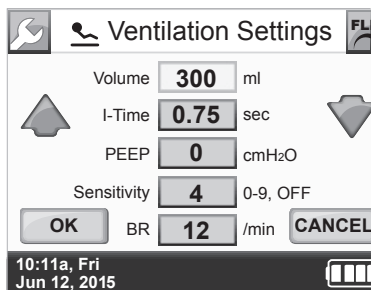 Ventilation Settings
Volume 300 ml
I-Time 0.75 sec
PEEP 0 cmH2O
Sensitivity 4 0-9, OFF
OK BR 12 /min CANCEL
10:11a, Fri
Jun 12, 2015